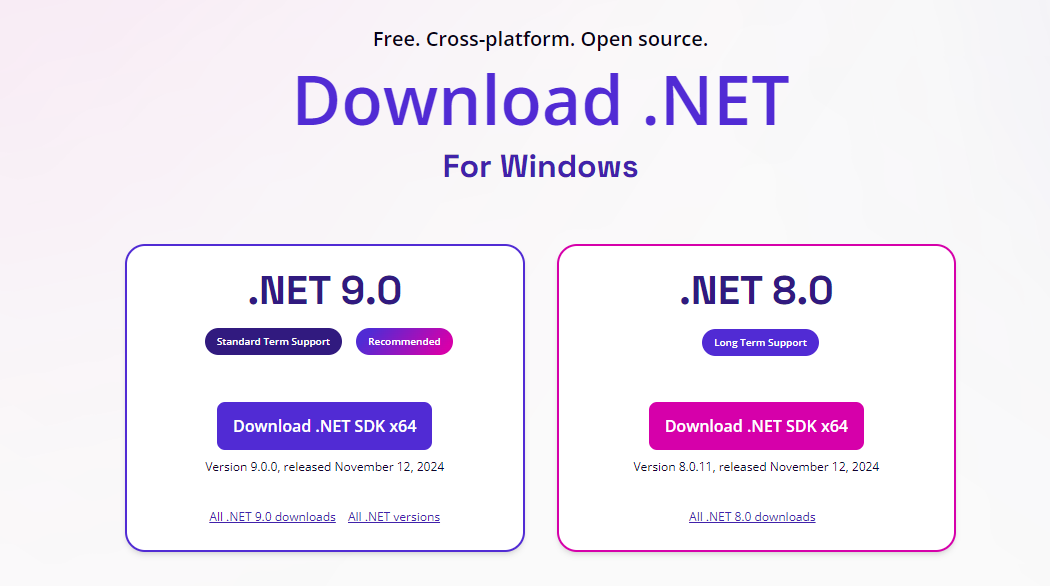 Free. Cross-platform. Open source.
Download .NET
For Windows
.NET 9.0
Standard Term Support
Recommended
Download .NET SDK x64
Version 9.0.0, released November 12, 2024
All .NET 9.0 downloads
All .NET versions
.NET 8.0
Long Term Support
Download .NET SDK x64
Version 8.0.11, released November 12, 2024
All .NET 8.0 downloads